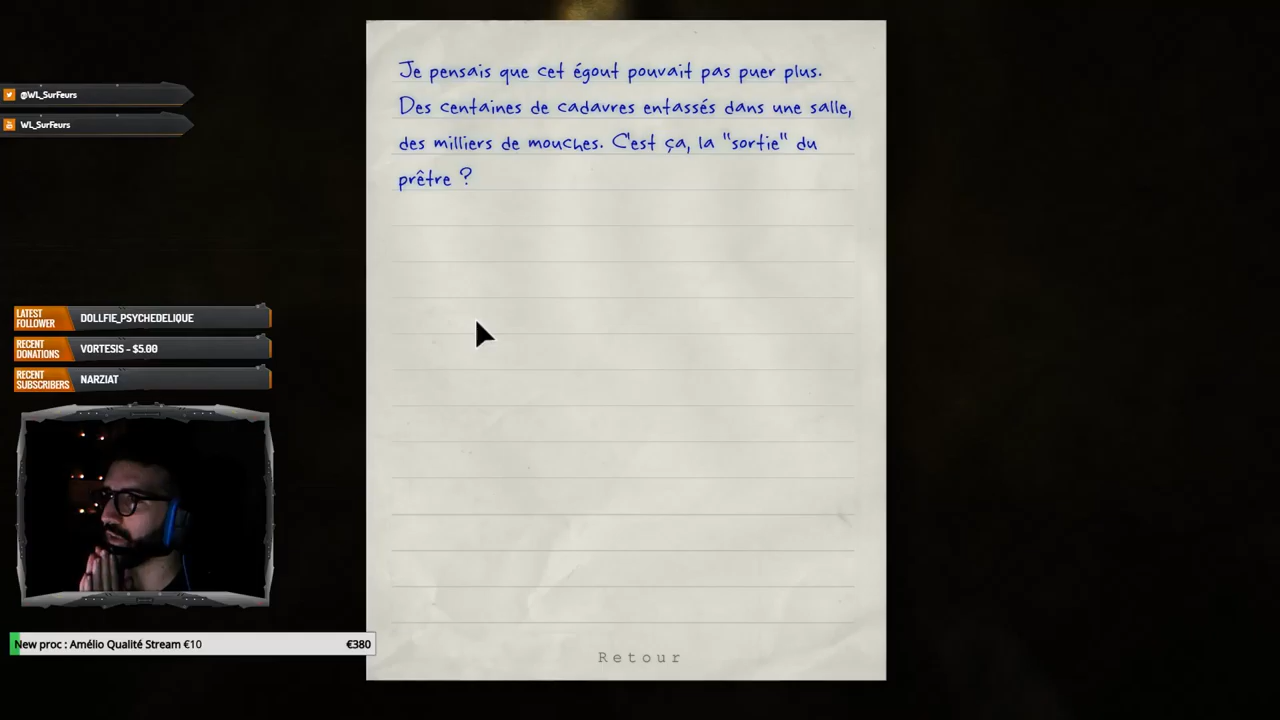 @WL_SurFeurs
WL_SurFeurs
Je pensais que cet égout pouvait pas puer plus.
Des centaines de cadavres entassés dans une salle,
des milliers de mouches. C'est ça, la "sortie" du
prêtre ?
LATEST
FOLLOWER
DOLLFIE_PSYCHEDELIQUE
RECENT
DONATIONS
VORTESIS - $5.00
RECENT
SUBSCRIBERS
NARZIAT
New proc : Amélio Qualité Stream €10
€380
Retour